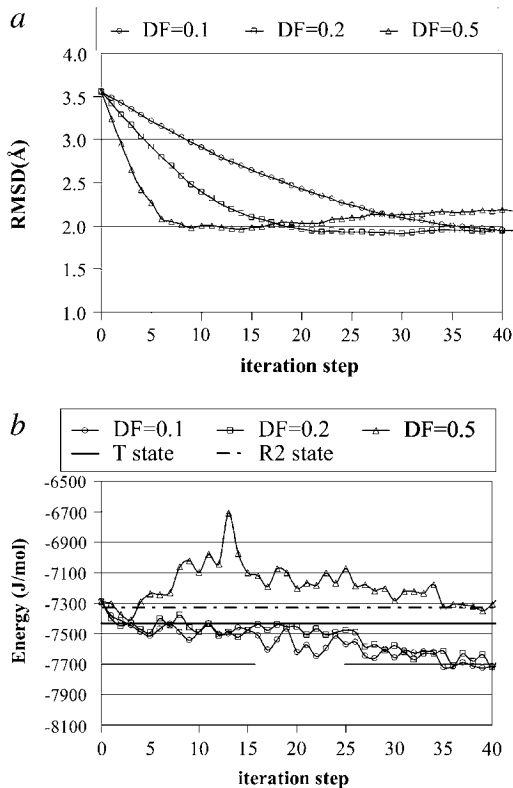 a
DF=0.1 DF=0.2 DF=0.5
4.0
3.5
3.0
2.5
2.0
1.5
1.0
RMSD(Å)
0 5 10 15 20 25 30 35 40
iteration step
b
DF=0.1 DF=0.2 DF=0.5
T state R2 state
-6500
-6700
-6900
-7100
-7300
-7500
-7700
-7900
-8100
Energy (J/mol)
0 5 10 15 20 25 30 35 40
iteration step